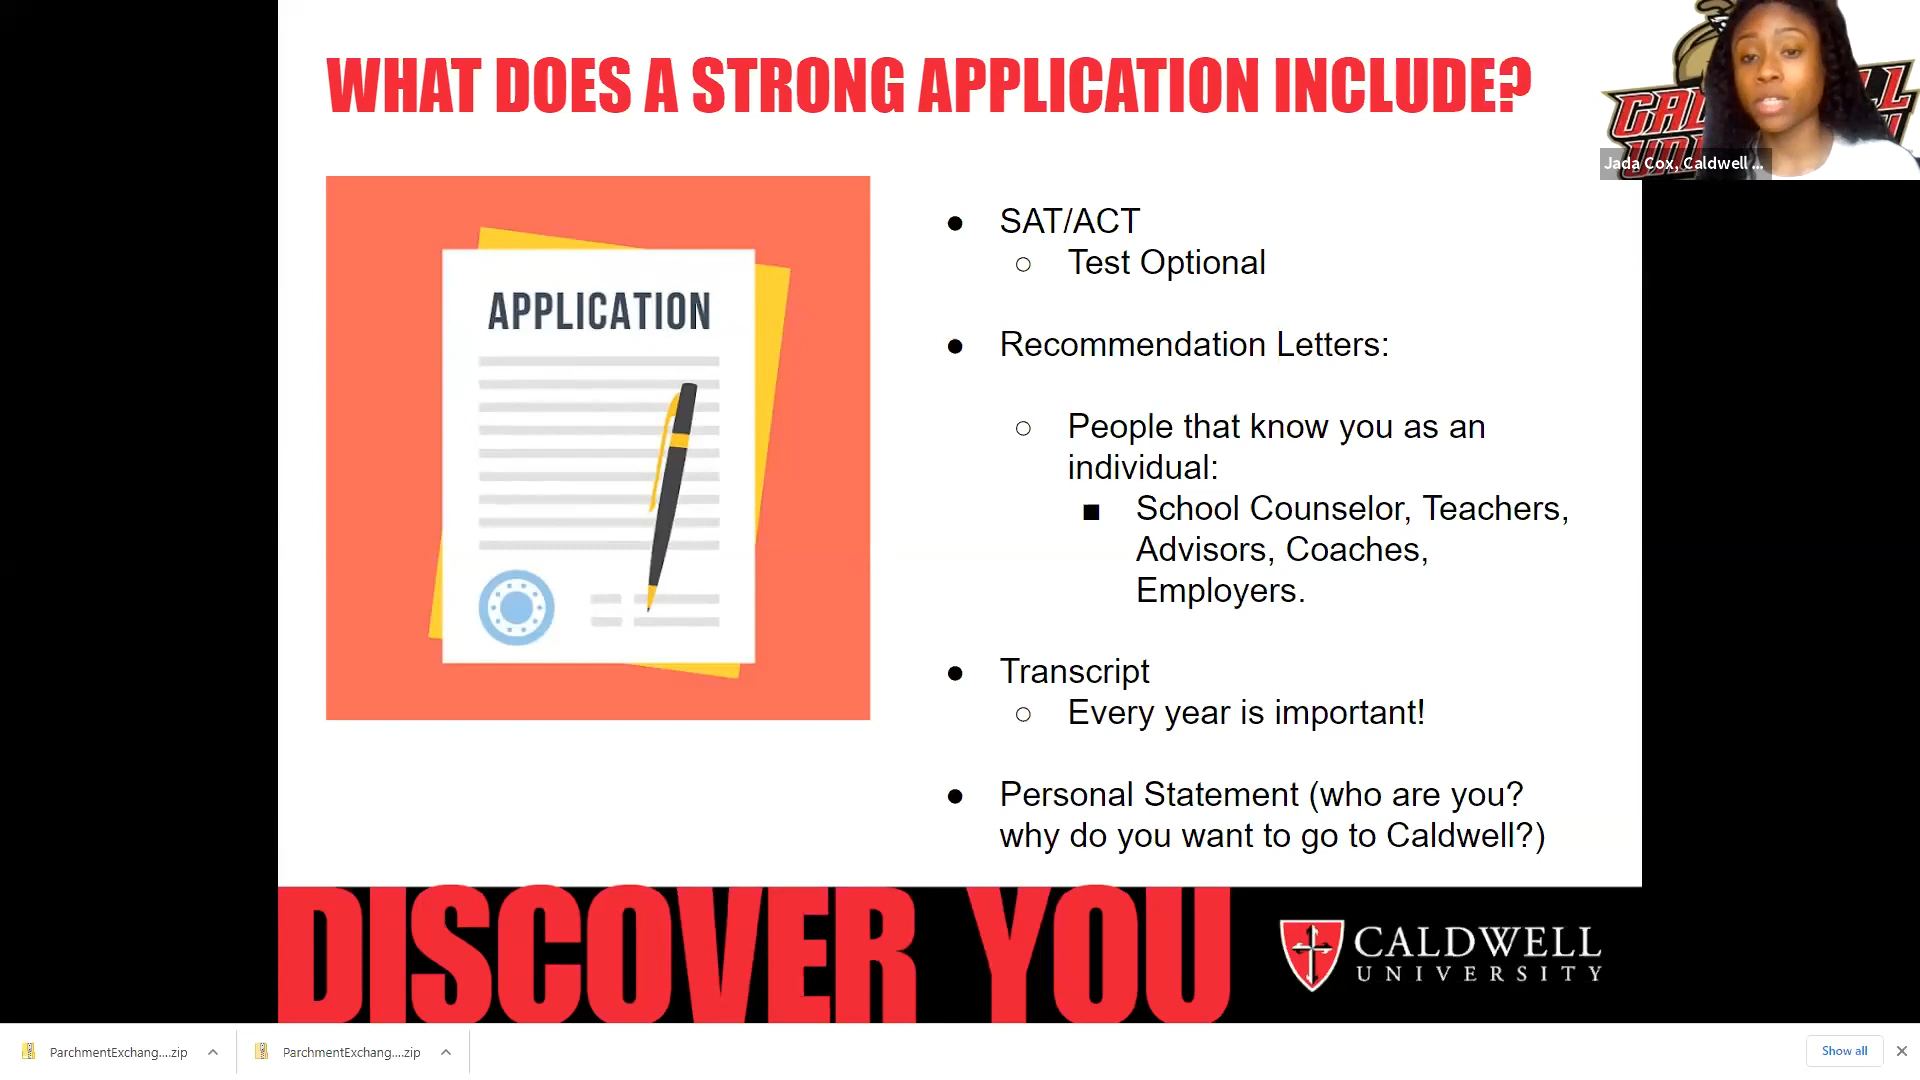 WHAT DOES A STRONG APPLICATION INCLUDE?
Jada Cox, Caldwell ...
APPLICATION
● SAT/ACT
○ Test Optional
● Recommendation Letters:
○ People that know you as an
individual:
■ School Counselor, Teachers,
Advisors, Coaches,
Employers.
● Transcript
○ Every year is important!
● Personal Statement (who are you?
why do you want to go to Caldwell?)
DISCOVER YOU
CALDWELL
UNIVERSITY
ParchmentExchang....zip
ParchmentExchang....zip
Show all